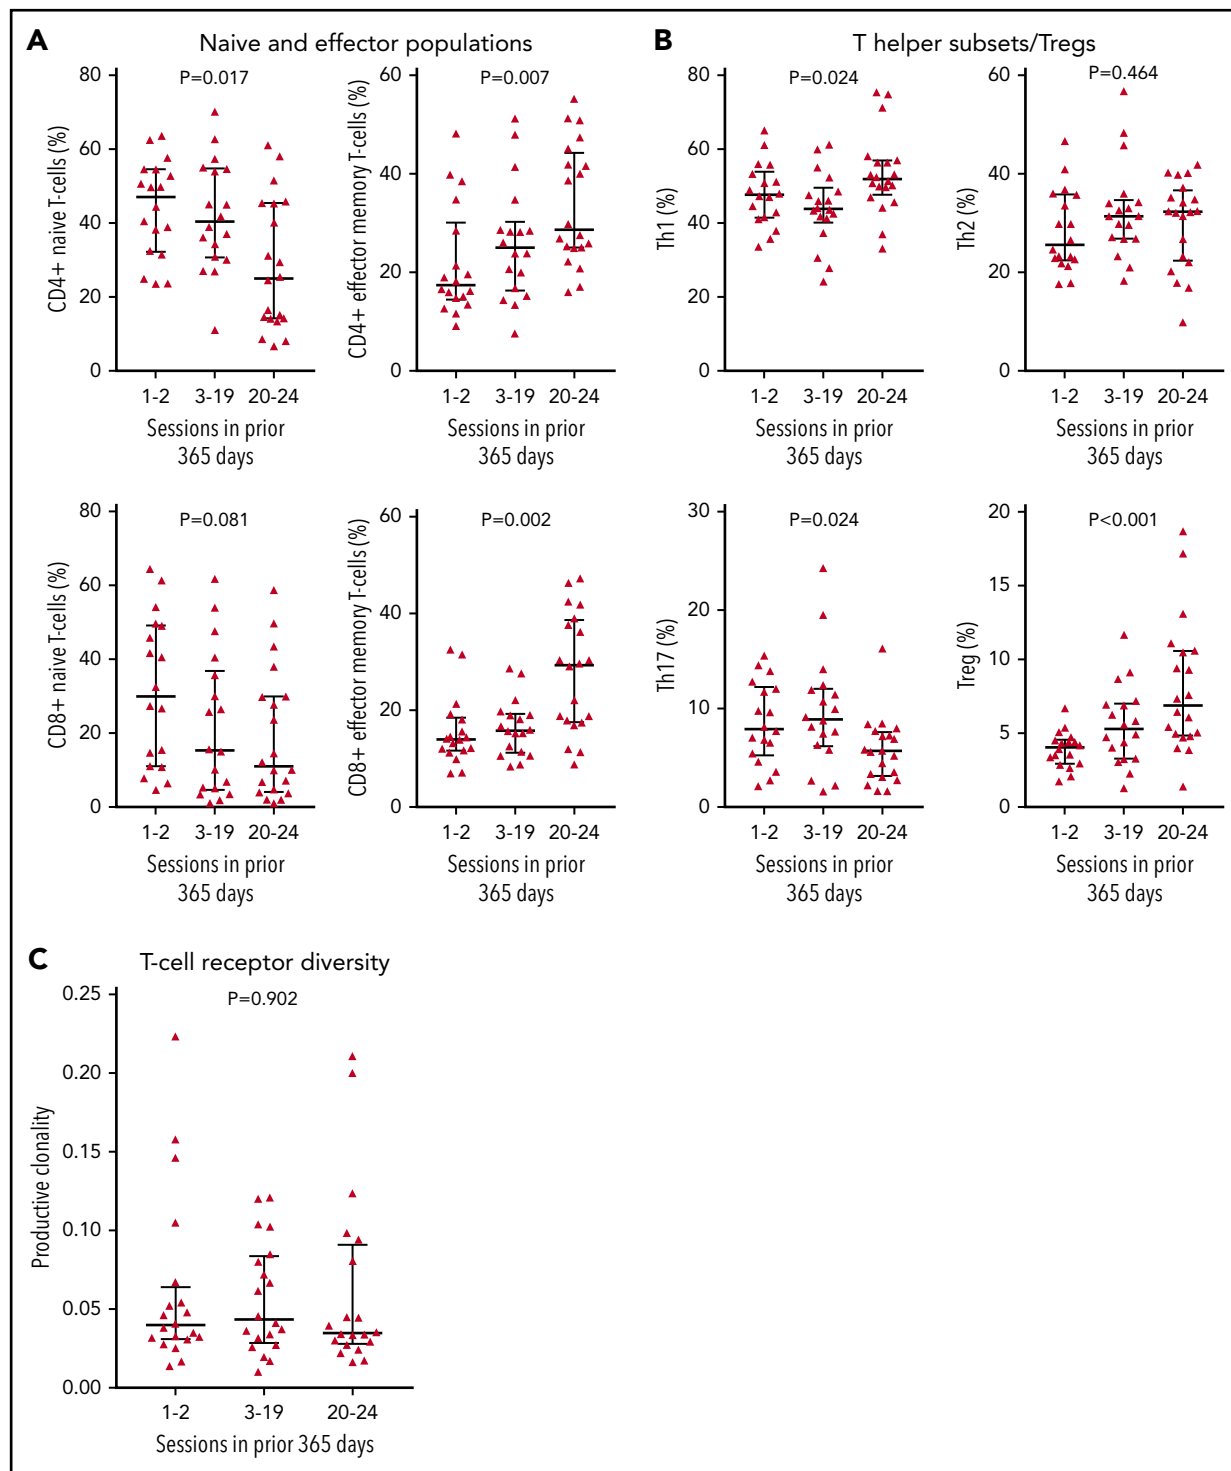 A
Naive and effector populations
P=0.017
CD4+ naive T-cells (%)
80
60
40
20
0
1-2
3-19
20-24
Sessions in prior
365 days
P=0.007
CD4+ effector memory T-cells (%)
60
40
20
0
1-2
3-19
20-24
Sessions in prior
365 days
P=0.081
CD8+ naive T-cells (%)
80
60
40
20
0
1-2
3-19
20-24
Sessions in prior
365 days
P=0.002
CD8+ effector memory T-cells (%)
60
40
20
0
1-2
3-19
20-24
Sessions in prior
365 days
B
T helper subsets/Tregs
P=0.024
Th1 (%)
80
60
40
20
0
1-2
3-19
20-24
Sessions in prior
365 days
P=0.464
Th2 (%)
60
40
20
0
1-2
3-19
20-24
Sessions in prior
365 days
P=0.024
Th17 (%)
30
20
10
0
1-2
3-19
20-24
Sessions in prior
365 days
P<0.001
Treg (%)
20
15
10
5
0
1-2
3-19
20-24
Sessions in prior
365 days
C
T-cell receptor diversity
P=0.902
Productive clonality
0.25
0.20
0.15
0.10
0.05
0.00
1-2
3-19
20-24
Sessions in prior 365 days